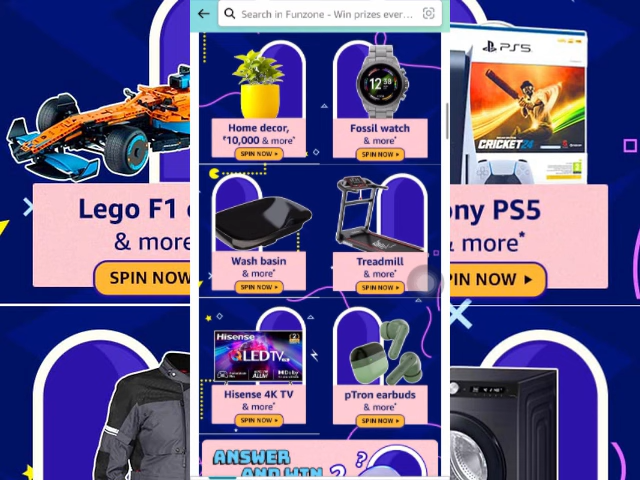 Search in Funzone - Win prizes ever...
Home decor,
₹10,000 & more*
SPIN NOW
Fossil watch
& more*
SPIN NOW
PS5
CRICKET 24
Lego F1
& more
SPIN NOW
ony PS5
& more*
PIN NOW
Wash basin
& more*
SPIN NOW
Treadmill
& more*
SPIN NOW
Hisense
QLED TV
Hisense 4K TV
& more*
SPIN NOW
pTron earbuds
& more*
SPIN NOW
ANSWER
AND WIN